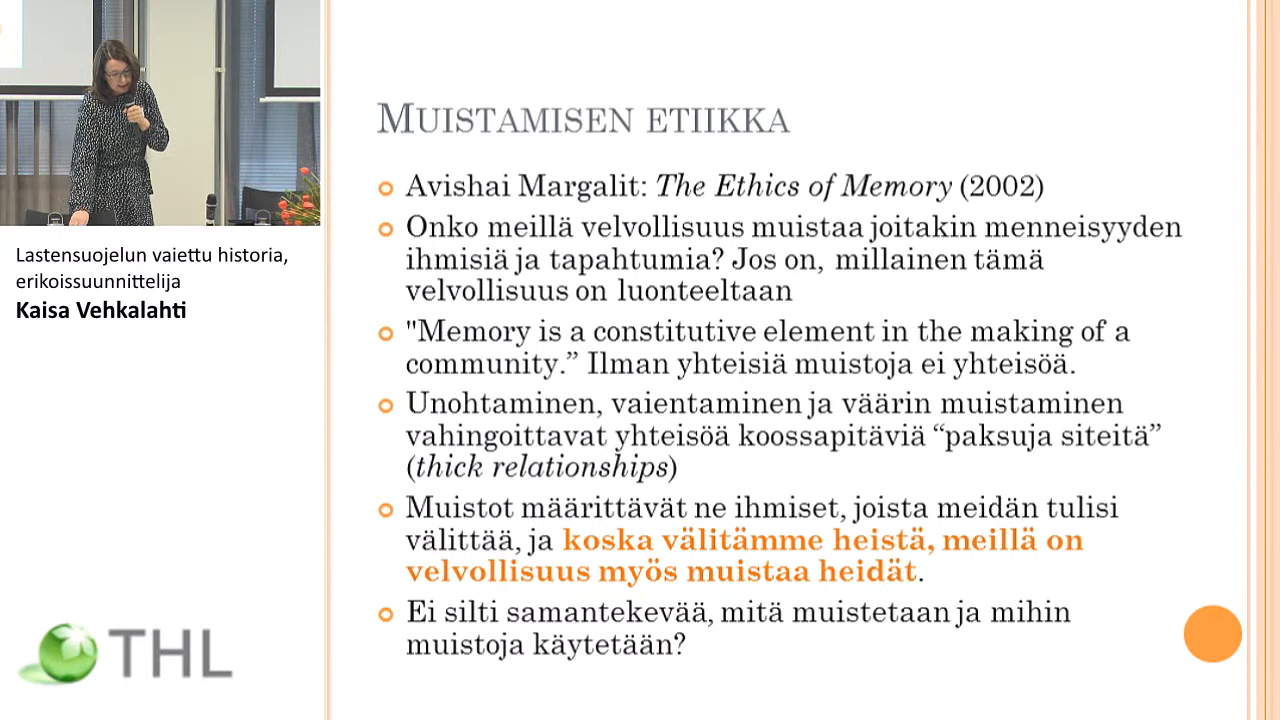 Lastensuojelun vaiettu historia,
erikoissuunnittelija
Kaisa Vehkalahti
THL
MUISTAMISEN ETIIKKA
Avishai Margalit: The Ethics of Memory (2002)
Onko meillä velvollisuus muistaa joitakin menneisyyden
ihmisiä ja tapahtumia? Jos on, millainen tämä
velvollisuus on luonteeltaan
"Memory is a constitutive element in the making of a
community.” Ilman yhteisiä muistoja ei yhteisöä.
Unohtaminen, vaientaminen ja väärin muistaminen
vahingoittavat yhteisöä koossapitäviä “paksuja siteitä”
(thick relationships)
Muistot määrittävät ne ihmiset, joista meidän tulisi
välittää, ja koska välitämme heistä, meillä on
velvollisuus myös muistaa heidät.
Ei silti samantekevää, mitä muistetaan ja mihin
muistoja käytetään?